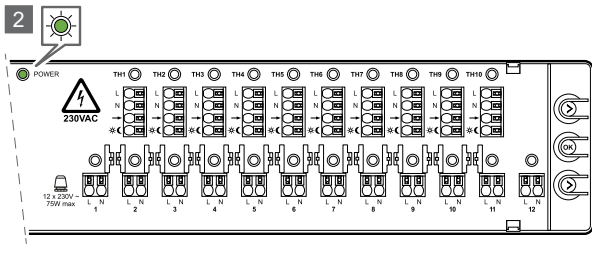 2
POWER
TH1 TH2 TH3 TH4 TH5 TH6 TH7 TH8 TH9 TH10
L L L L L L L L L L
N N N N N N N N N N
230VAC
OK
12 x 230V ~
75W max
L N L N L N L N L N L N L N L N L N L N L N L N
1 2 3 4 5 6 7 8 9 10 11 12